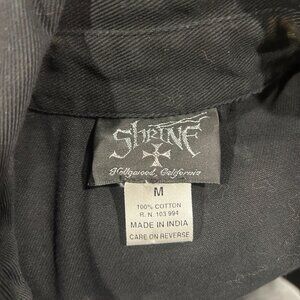 Shrine
Hollywood, California
M
100% COTTON
R.N. 103 994
MADE IN INDIA
CARE ON REVERSE